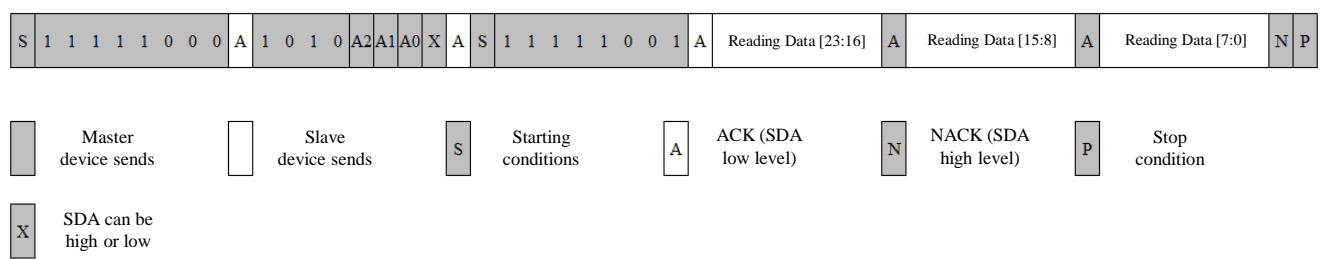 S 1 1 1 1 1 0 0 0 A 1 0 1 0 A2 A1 A0 X A S 1 1 1 1 1 0 0 1 A Reading Data [23:16] A Reading Data [15:8] A Reading Data [7:0] N P
Master
device sends
Slave
device sends
S
Starting
conditions
A
ACK (SDA
low level)
N
NACK (SDA
high level)
P
Stop
condition
X
SDA can be
high or low